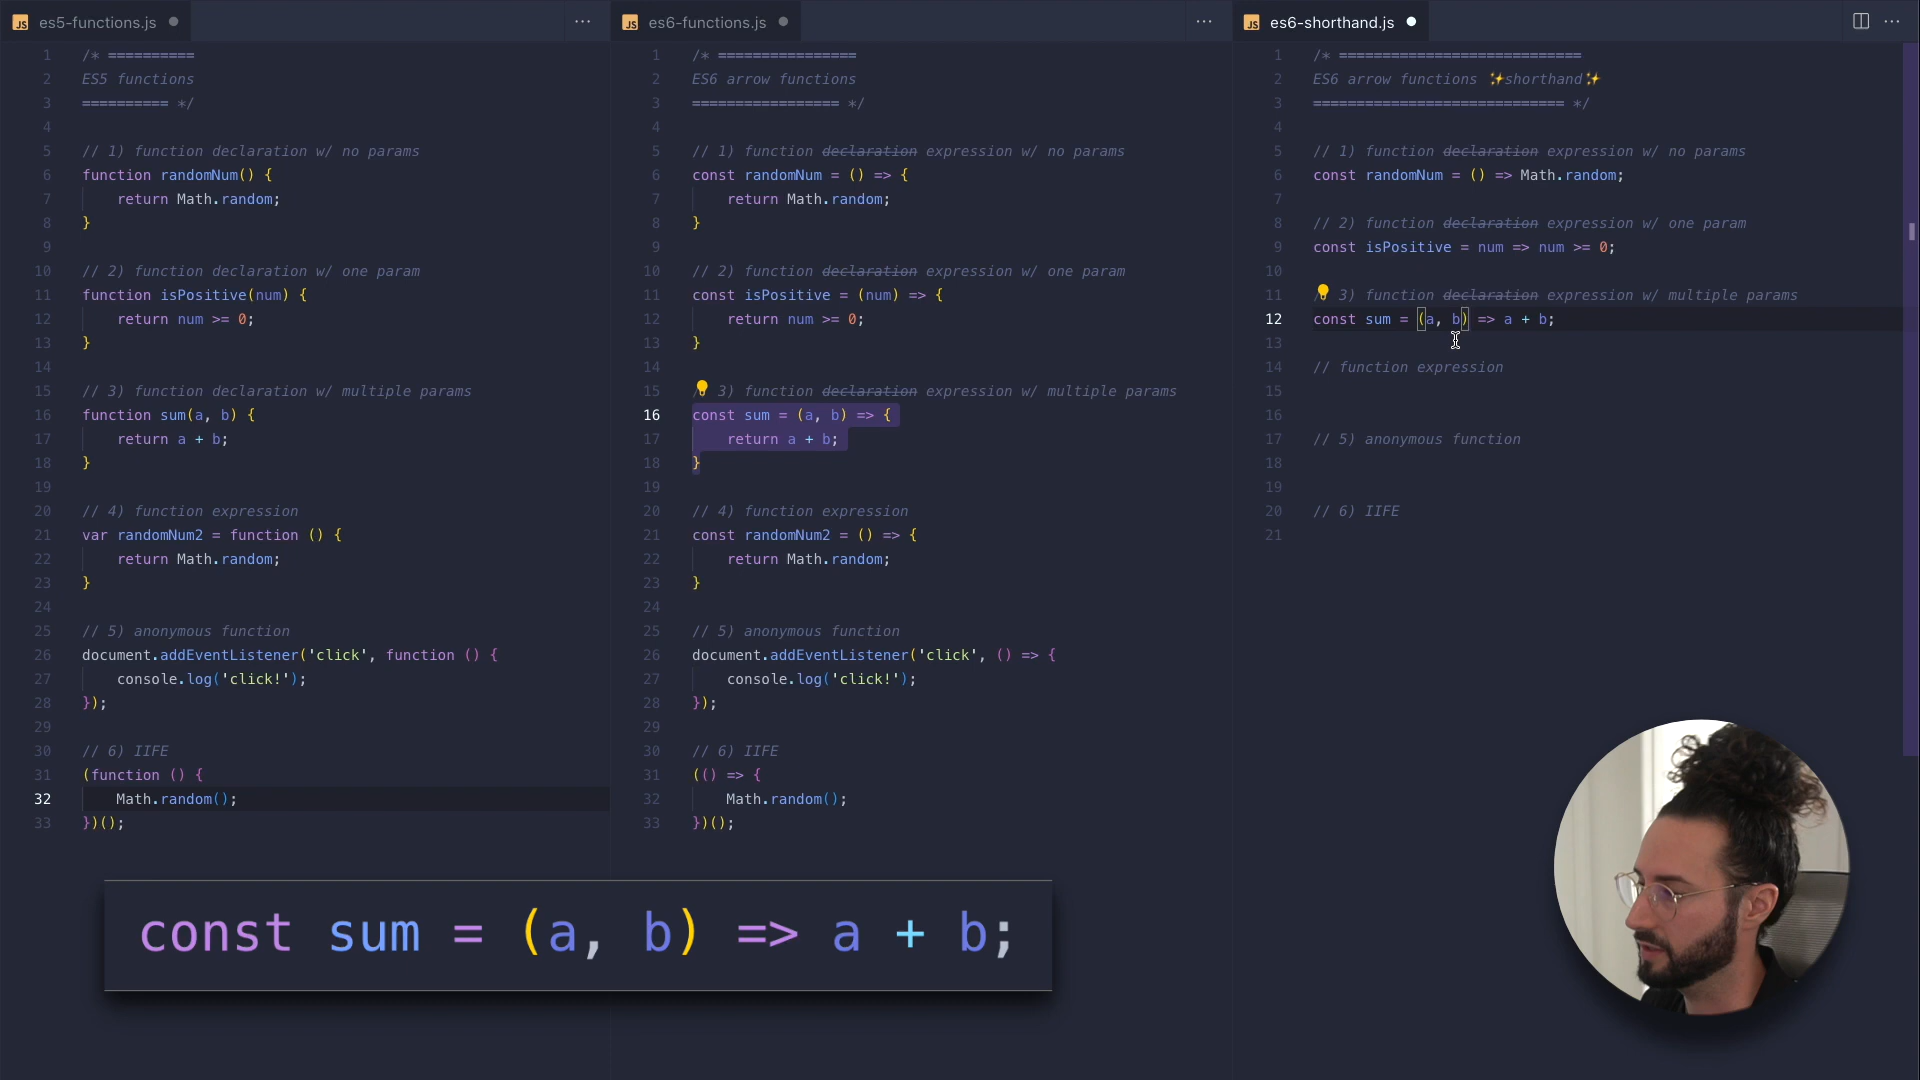 JS es5-functions.js
1 /* ==========
2 ES5 functions
3 ========== */
4
5 // 1) function declaration w/ no params
6 function randomNum() {
7 return Math.random;
8 }
9
10 // 2) function declaration w/ one param
11 function isPositive(num) {
12 return num >= 0;
13 }
14
15 // 3) function declaration w/ multiple params
16 function sum(a, b) {
17 return a + b;
18 }
19
20 // 4) function expression
21 var randomNum2 = function () {
22 return Math.random;
23 }
24
25 // 5) anonymous function
26 document.addEventListener('click', function () {
27 console.log('click!');
28 });
29
30 // 6) IIFE
31 (function () {
32 Math.random();
33 })();
JS es6-functions.js
1 /* ================
2 ES6 arrow functions
3 ================= */
4
5 // 1) function declaration expression w/ no params
6 const randomNum = () => {
7 return Math.random;
8 }
9
10 // 2) function declaration expression w/ one param
11 const isPositive = (num) => {
12 return num >= 0;
13 }
14
15 3) function declaration expression w/ multiple params
16 const sum = (a, b) => {
17 return a + b;
18 }
19
20 // 4) function expression
21 const randomNum2 = () => {
22 return Math.random;
23 }
24
25 // 5) anonymous function
26 document.addEventListener('click', () => {
27 console.log('click!');
28 });
29
30 // 6) IIFE
31 (() => {
32 Math.random();
33 })();
JS es6-shorthand.js
1 /* ============================
2 ES6 arrow functions ✨shorthand✨
3 ============================= */
4
5 // 1) function declaration expression w/ no params
6 const randomNum = () => Math.random;
7
8 // 2) function declaration expression w/ one param
9 const isPositive = num => num >= 0;
10
11 3) function declaration expression w/ multiple params
12 const sum = (a, b) => a + b;
13
14 // function expression
15
16
17 // 5) anonymous function
18
19
20 // 6) IIFE
21
const sum = (a, b) => a + b;